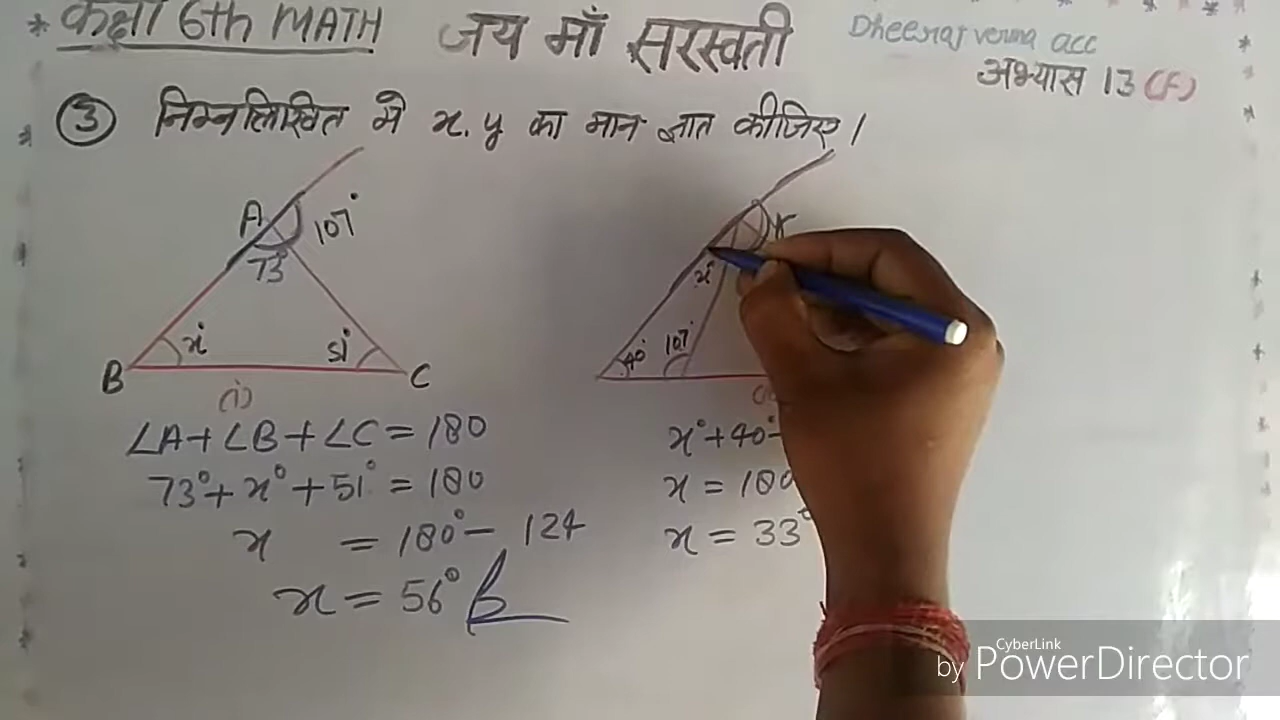 * कक्षा 6th MATH जय माँ सरस्वती Dheeraj verma acc
अभ्यास 13 (F)
③ निम्नलिखित मे x, y का मान ज्ञात कीजिए।
A 107°
73°
x° 51°
B C
(i)
x°
40° 107°
∠A+∠B+∠C = 180
73°+x°+51° = 180
x = 180°- 124
x = 56°
x°+40°
x = 180
x = 33°
CyberLink
by PowerDirector